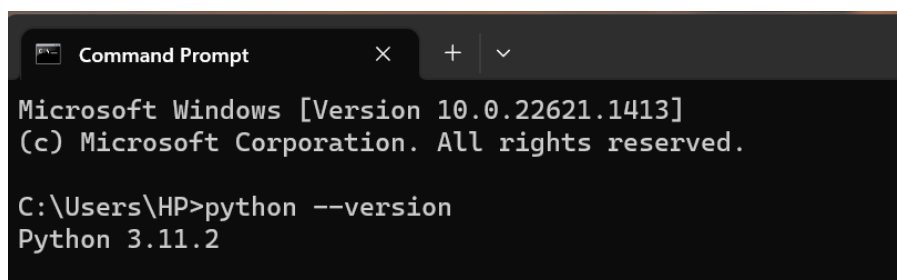 Command Prompt
Microsoft Windows [Version 10.0.22621.1413]
(c) Microsoft Corporation. All rights reserved.
C:\Users\HP>python --version
Python 3.11.2